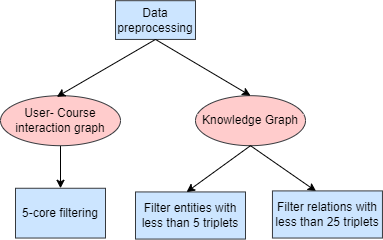 Data
preprocessing
User- Course
interaction graph
Knowledge Graph
5-core filtering
Filter entities with
less than 5 triplets
Filter relations with
less than 25 triplets